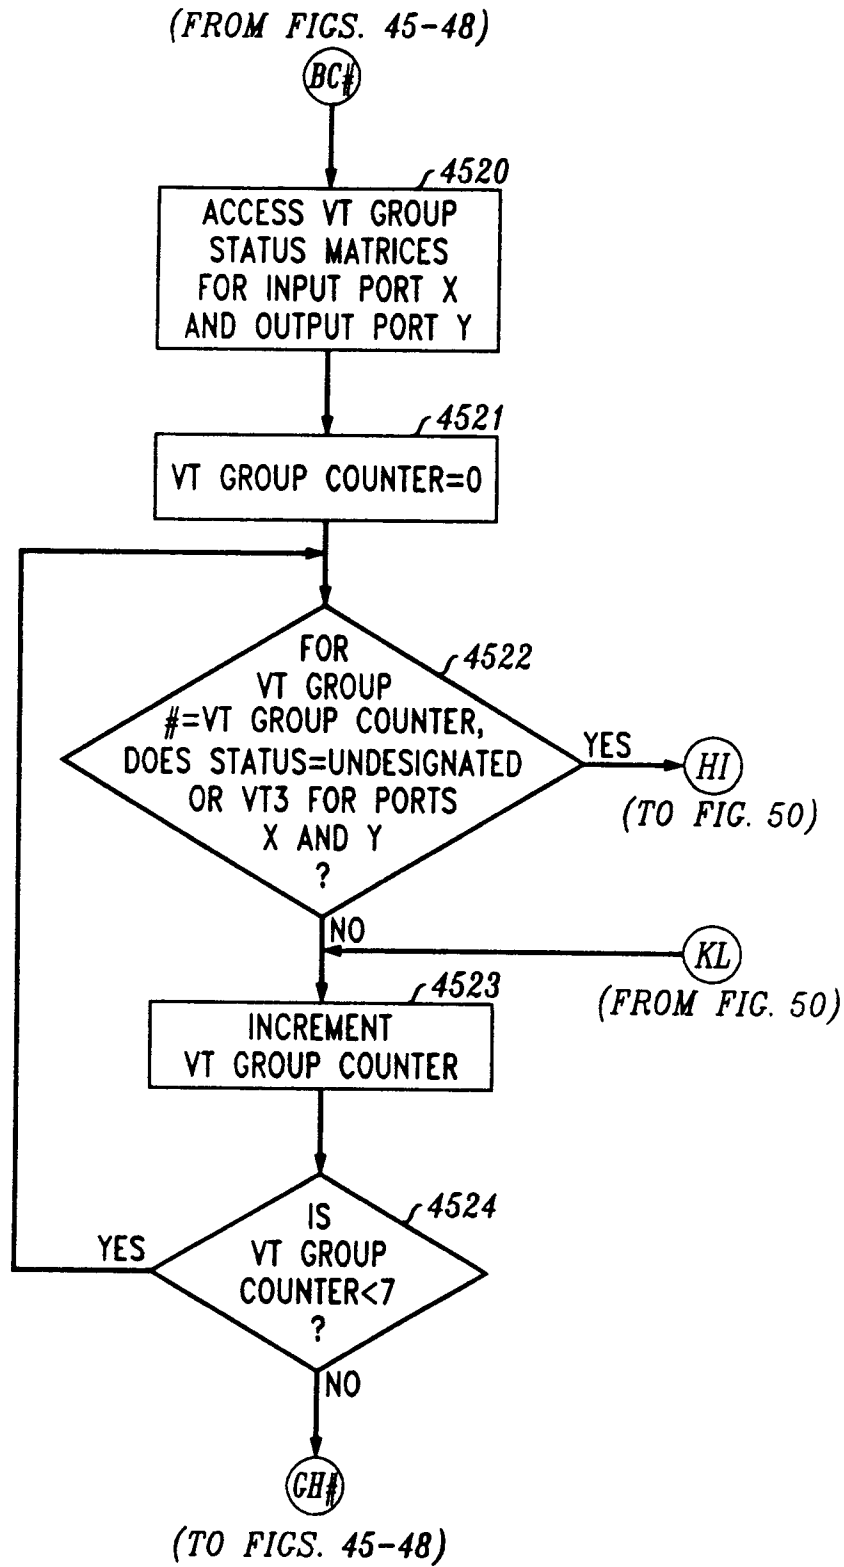 (FROM FIGS. 45-48)
BC#
4520
ACCESS VT GROUP
STATUS MATRICES
FOR INPUT PORT X
AND OUTPUT PORT Y
4521
VT GROUP COUNTER=0
4522
FOR
VT GROUP
#=VT GROUP COUNTER,
DOES STATUS=UNDESIGNATED
OR VT3 FOR PORTS
X AND Y
?
YES
HI
(TO FIG. 50)
NO
KL
(FROM FIG. 50)
4523
INCREMENT
VT GROUP COUNTER
4524
IS
VT GROUP
COUNTER<7
?
YES
NO
GH#
(TO FIGS. 45-48)